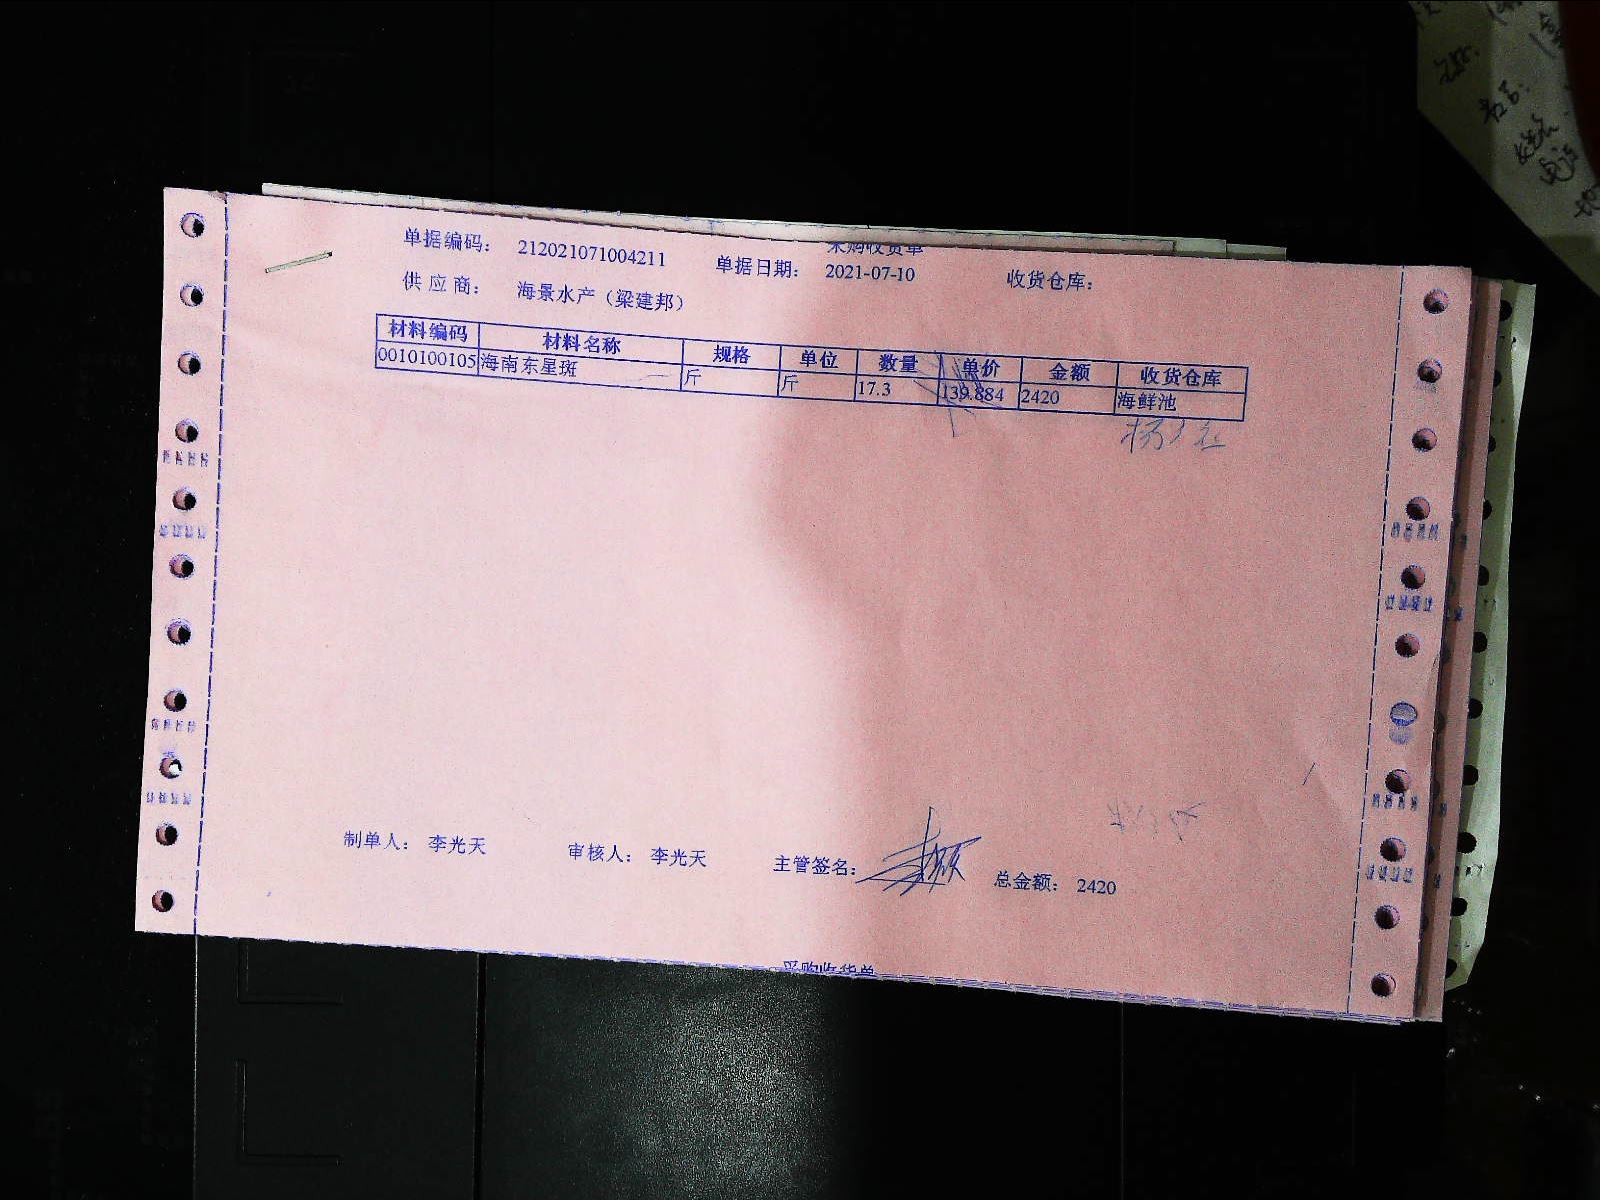 采购收货单
单据编码： 212021071004211 单据日期： 2021-07-10 收货仓库：
供应商： 海景水产（梁建邦）
材料编码 材料名称 规格 单位 数量 单价 金额 收货仓库
0010100105 海南东星斑 斤 斤 17.3 139.884 2420 海鲜池
制单人： 李光天 审核人： 李光天 主管签名： 总金额： 2420
采购收货单